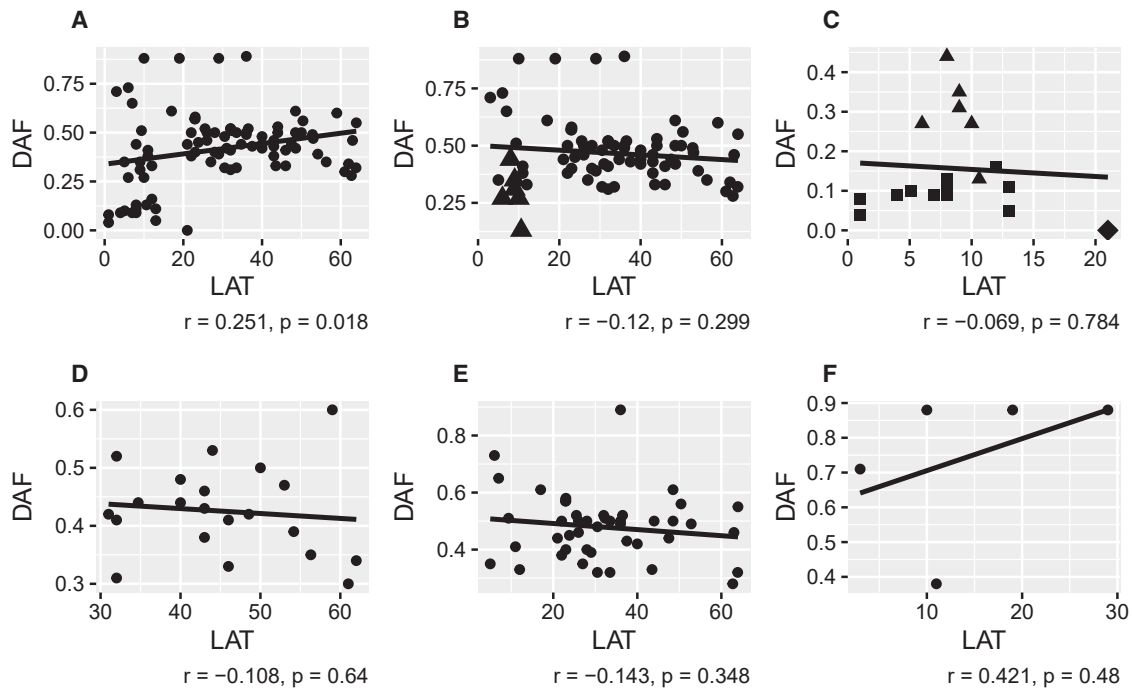 A
DAF
0.75
0.50
0.25
0.00
0 20 40 60
LAT
r = 0.251, p = 0.018
B
DAF
0.75
0.50
0.25
0 20 40 60
LAT
r = −0.12, p = 0.299
C
DAF
0.4
0.3
0.2
0.1
0.0
0 5 10 15 20
LAT
r = −0.069, p = 0.784
D
DAF
0.6
0.5
0.4
0.3
30 40 50 60
LAT
r = −0.108, p = 0.64
E
DAF
0.8
0.6
0.4
20 40 60
LAT
r = −0.143, p = 0.348
F
DAF
0.9
0.8
0.7
0.6
0.5
0.4
10 20 30
LAT
r = 0.421, p = 0.48